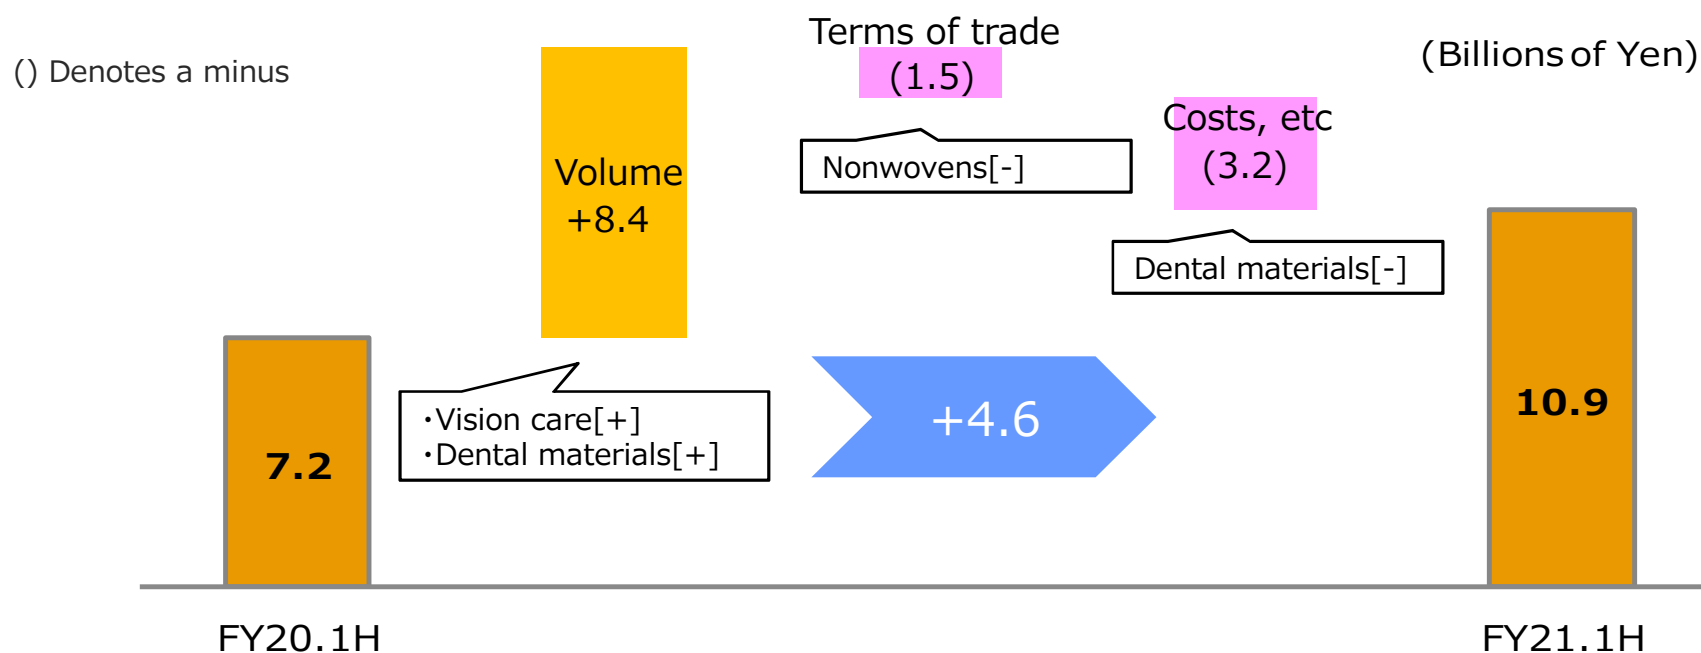 () Denotes a minus
(Billions of Yen)
Terms of trade
(1.5)
Nonwovens[-]
Costs, etc
(3.2)
Dental materials[-]
Volume
+8.4
・Vision care[+]
・Dental materials[+]
+4.6
7.2
10.9
FY20.1H
FY21.1H